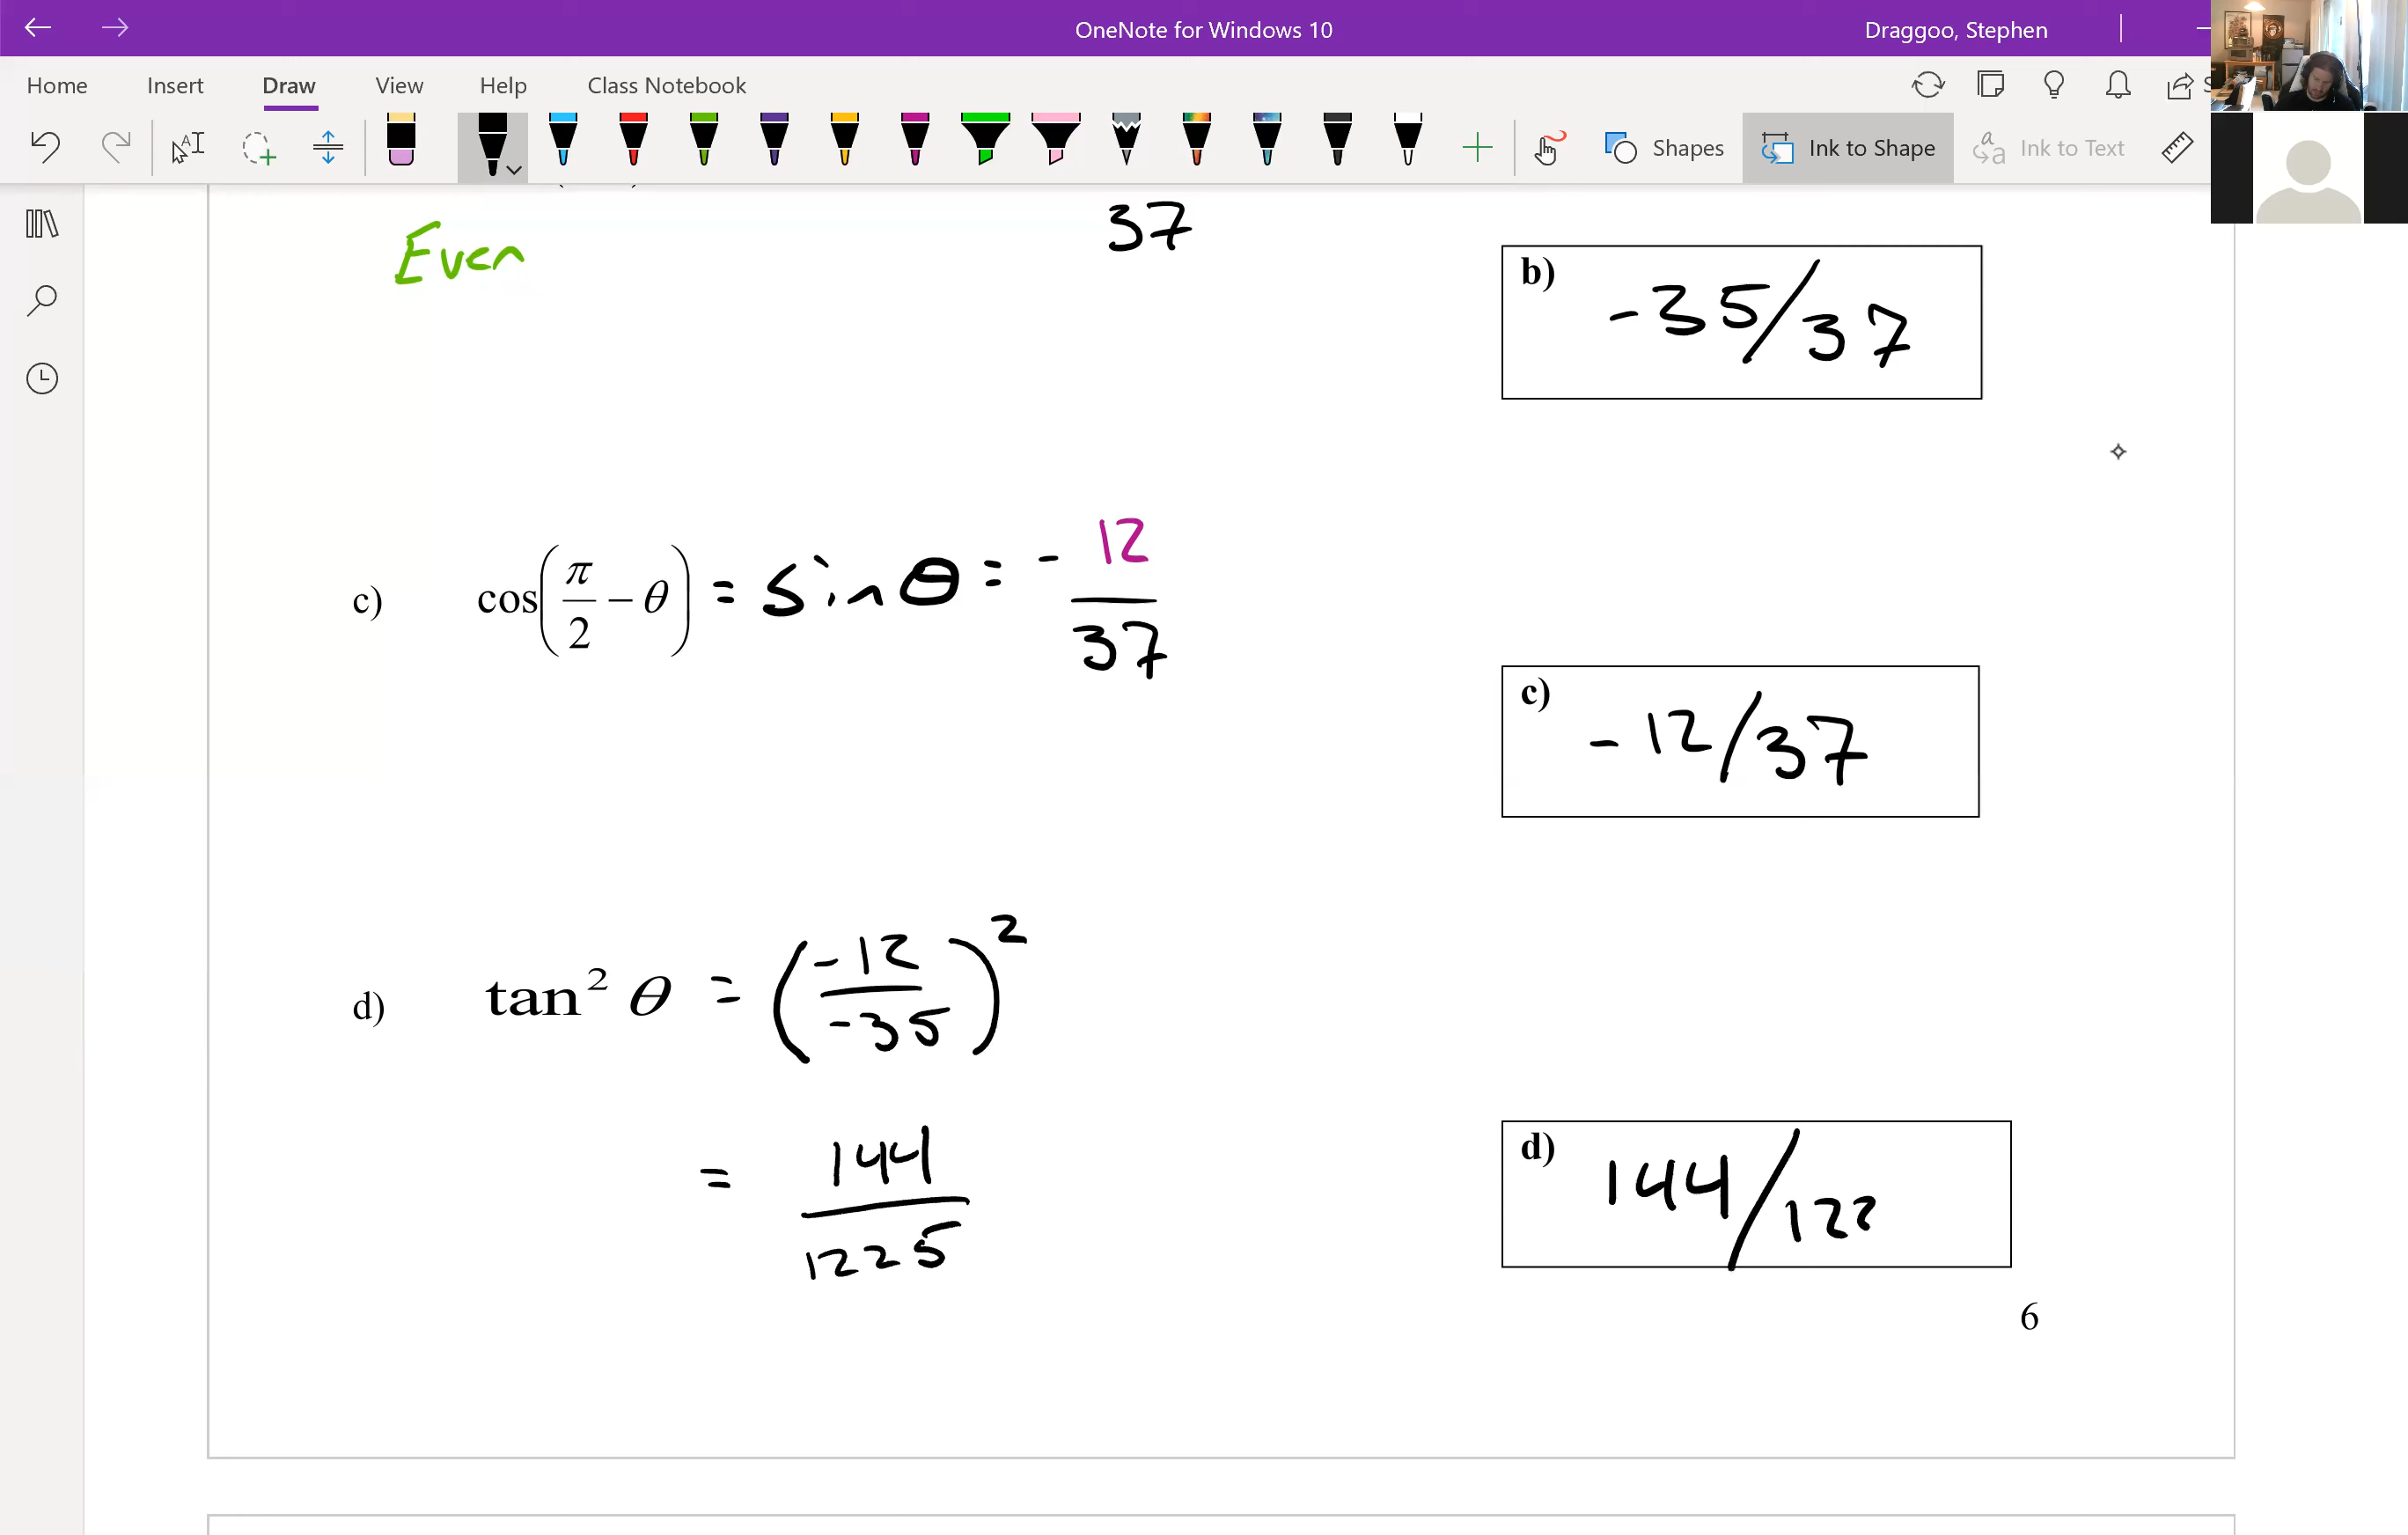 OneNote for Windows 10
Draggoo, Stephen
Home Insert Draw View Help Class Notebook
Shapes Ink to Shape Ink to Text
Even
37
b) -35/37
c) cos(π/2 − θ) = sin θ = - 12/37
c) -12/37
d) tan² θ = (-12/-35)²
= 144/1225
d) 144/122
6